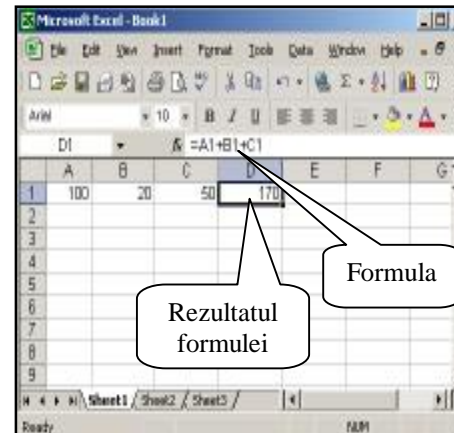 Microsoft Excel - Book1
File Edit View Insert Format Tools Data Window Help
Arial 10 B I U
D1 fx =A1+B1+C1
A B C D E F G
1 100 20 50 170
2
3
4
5
6
7
8
9
Formula
Rezultatul
formulei
Sheet1 / Sheet2 / Sheet3 /
Ready NUM